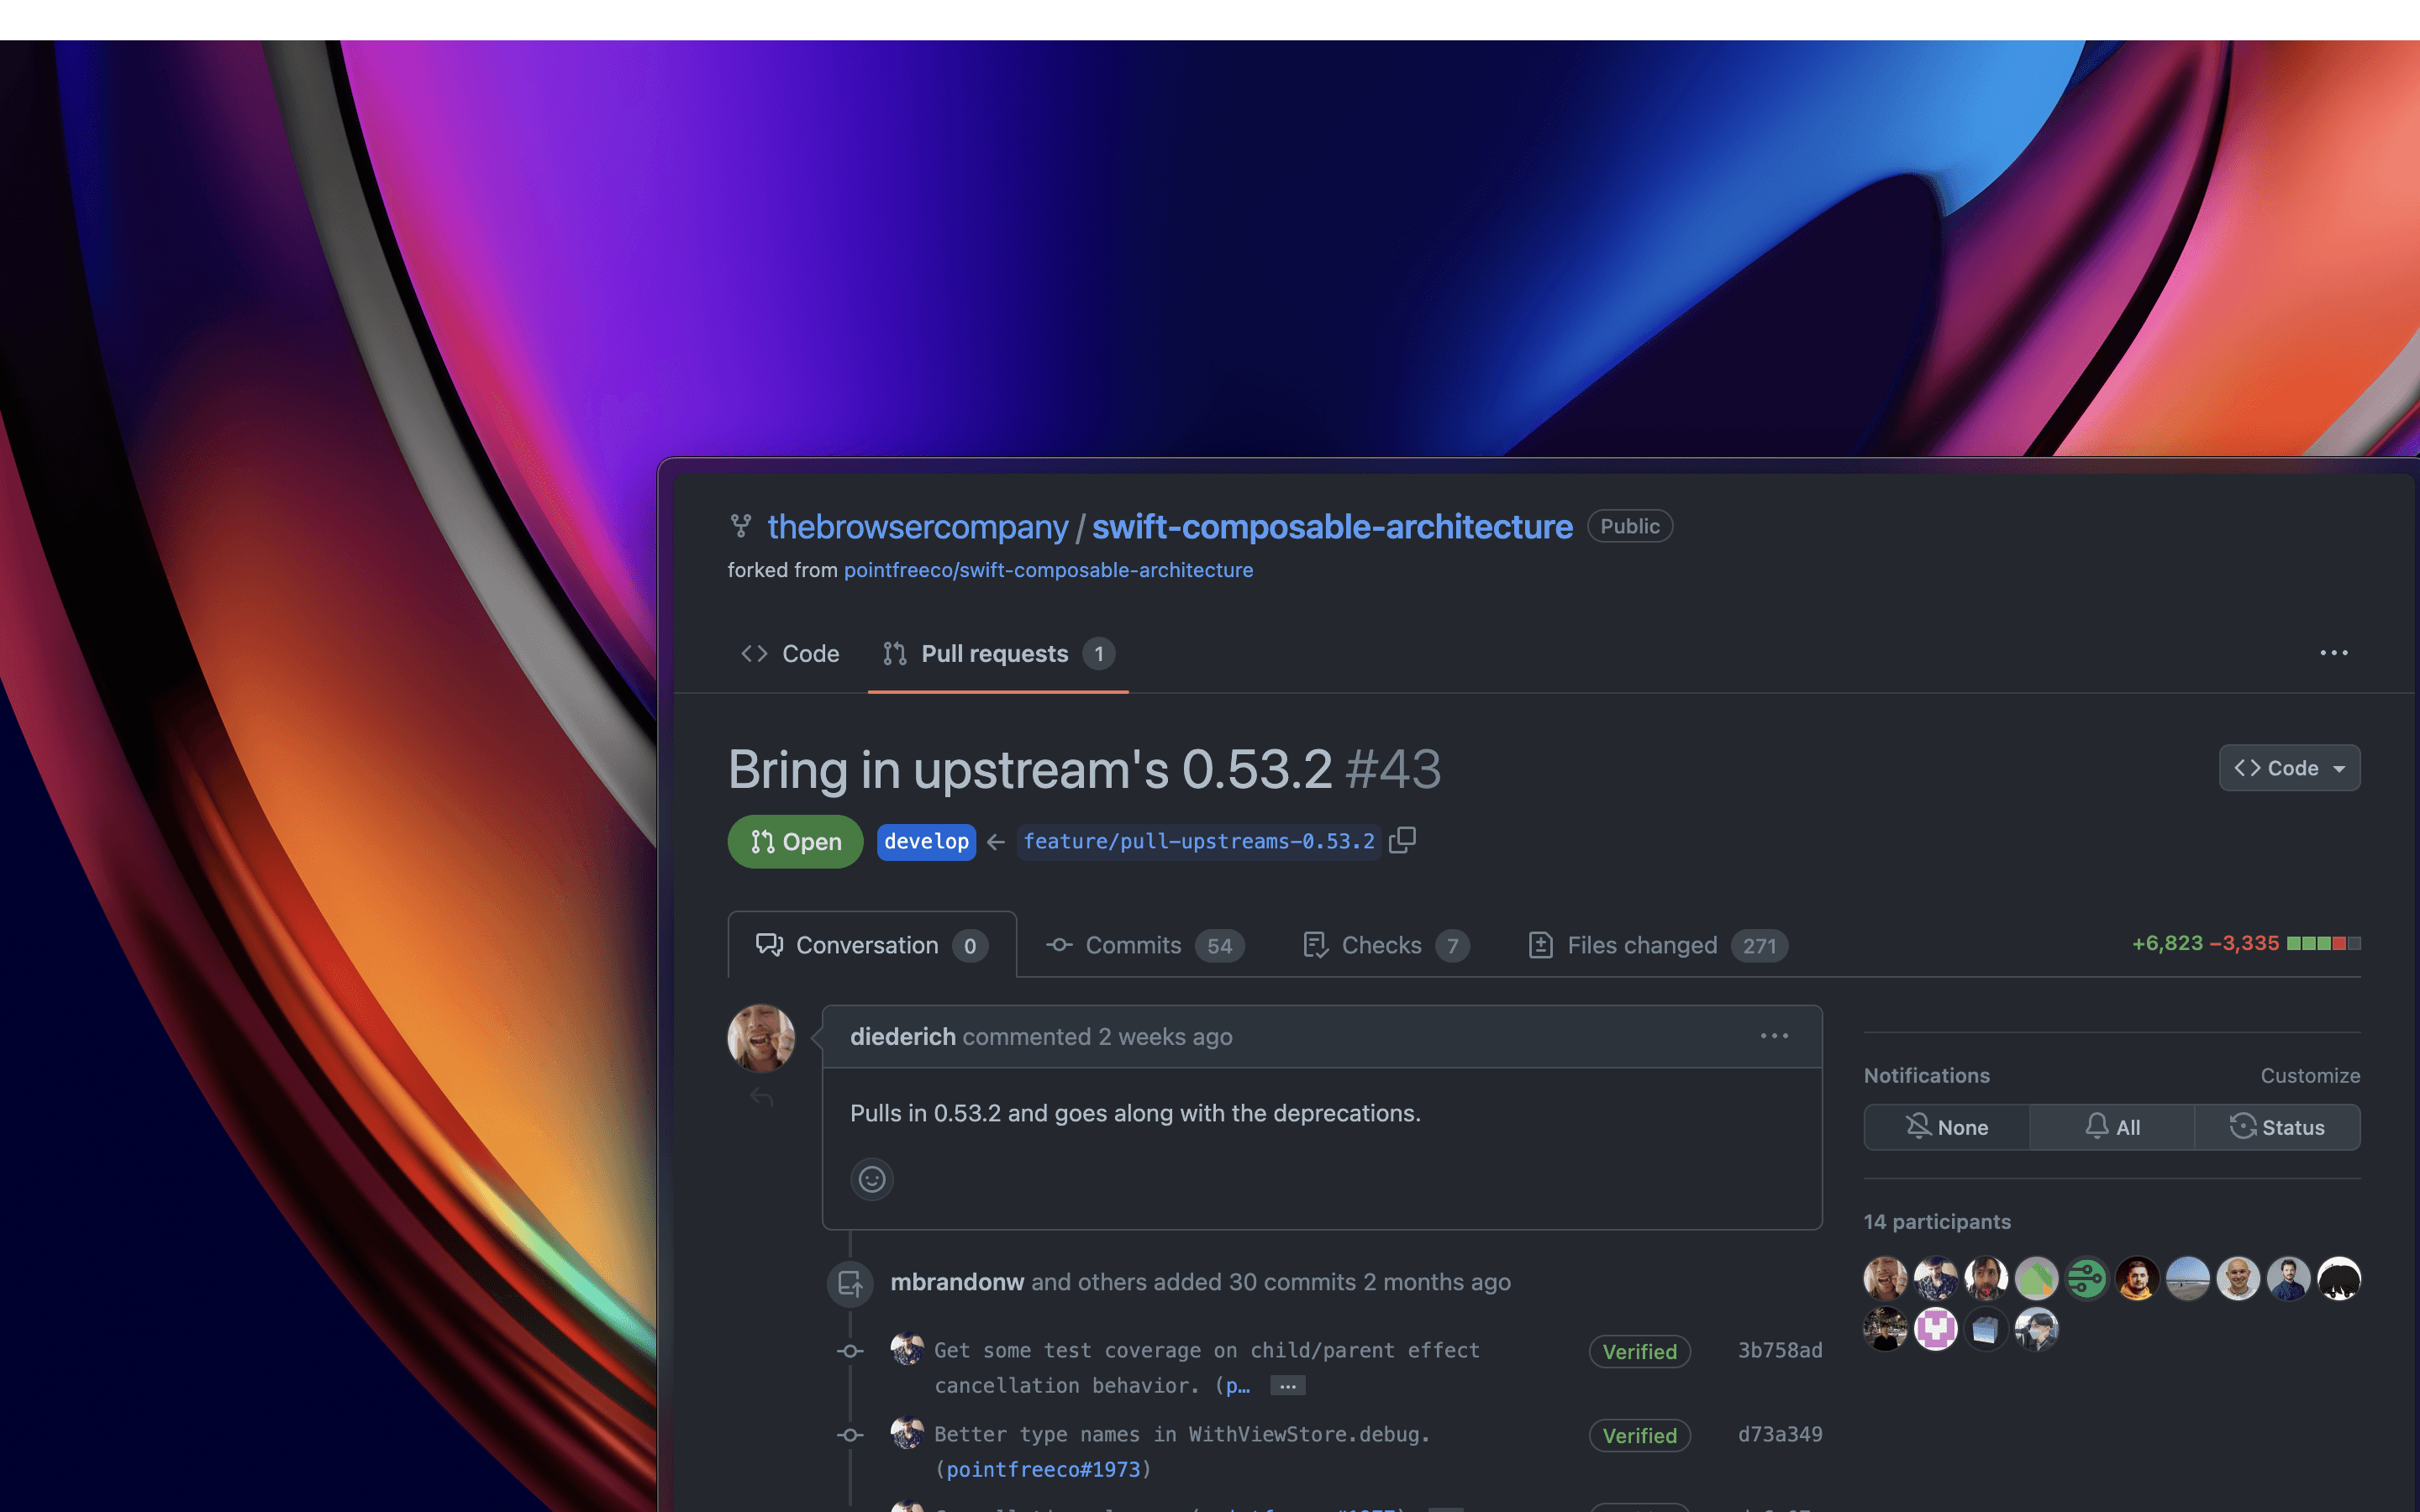 thebrowsercompany / swift-composable-architecture Public
forked from pointfreeco/swift-composable-architecture
Code Pull requests 1
Bring in upstream's 0.53.2 #43
Code
Open develop ← feature/pull-upstreams-0.53.2
Conversation 0 Commits 54 Checks 7 Files changed 271
+6,823 −3,335
diederich commented 2 weeks ago
Pulls in 0.53.2 and goes along with the deprecations.
Notifications Customize
None All Status
14 participants
mbrandonw and others added 30 commits 2 months ago
Get some test coverage on child/parent effect
cancellation behavior. (p… …
Verified 3b758ad
Better type names in WithViewStore.debug.
(pointfreeco#1973)
Verified d73a349